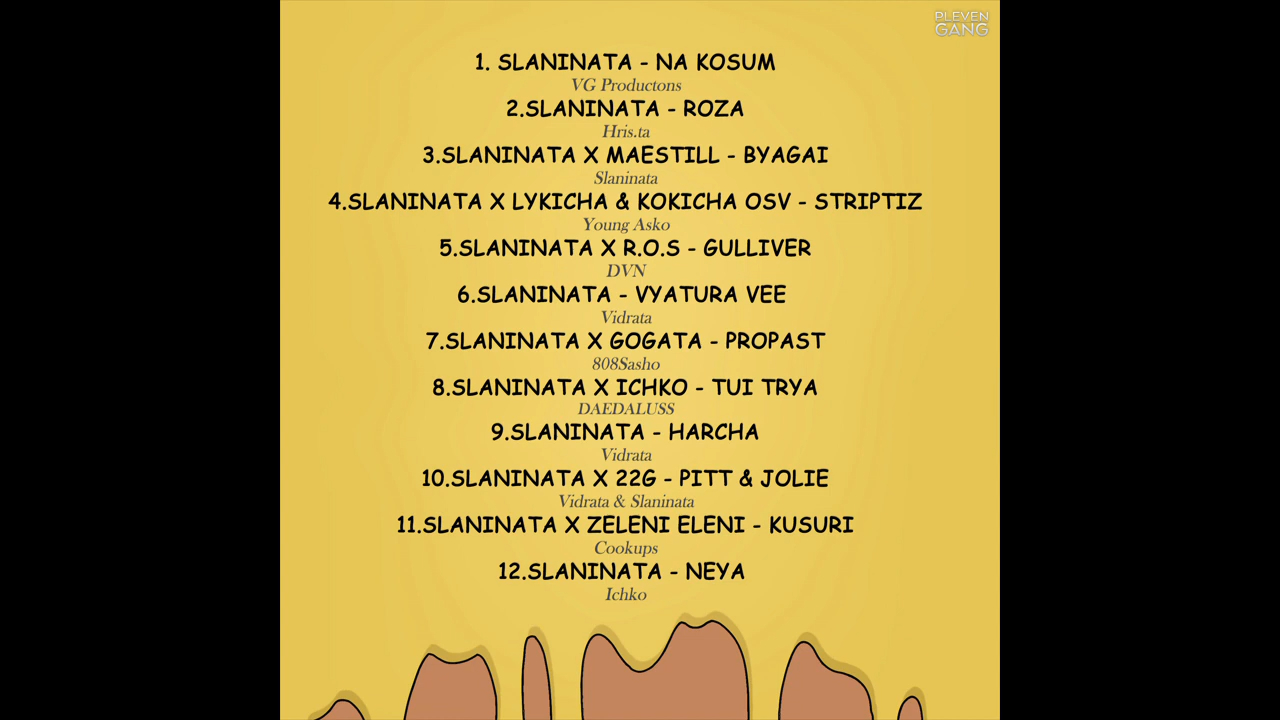 PLEVEN
GANG
1. SLANINATA - NA KOSUM
VG Productons
2.SLANINATA - ROZA
Hris.ta
3.SLANINATA X MAESTILL - BYAGAI
Slaninata
4.SLANINATA X LYKICHA & KOKICHA OSV - STRIPTIZ
Young Asko
5.SLANINATA X R.O.S - GULLIVER
DVN
6.SLANINATA - VYATURA VEE
Vidrata
7.SLANINATA X GOGATA - PROPAST
808Sasho
8.SLANINATA X ICHKO - TUI TRYA
DAEDALUSS
9.SLANINATA - HARCHA
Vidrata
10.SLANINATA X 22G - PITT & JOLIE
Vidrata & Slaninata
11.SLANINATA X ZELENI ELENI - KUSURI
Cookups
12.SLANINATA - NEYA
Ichko